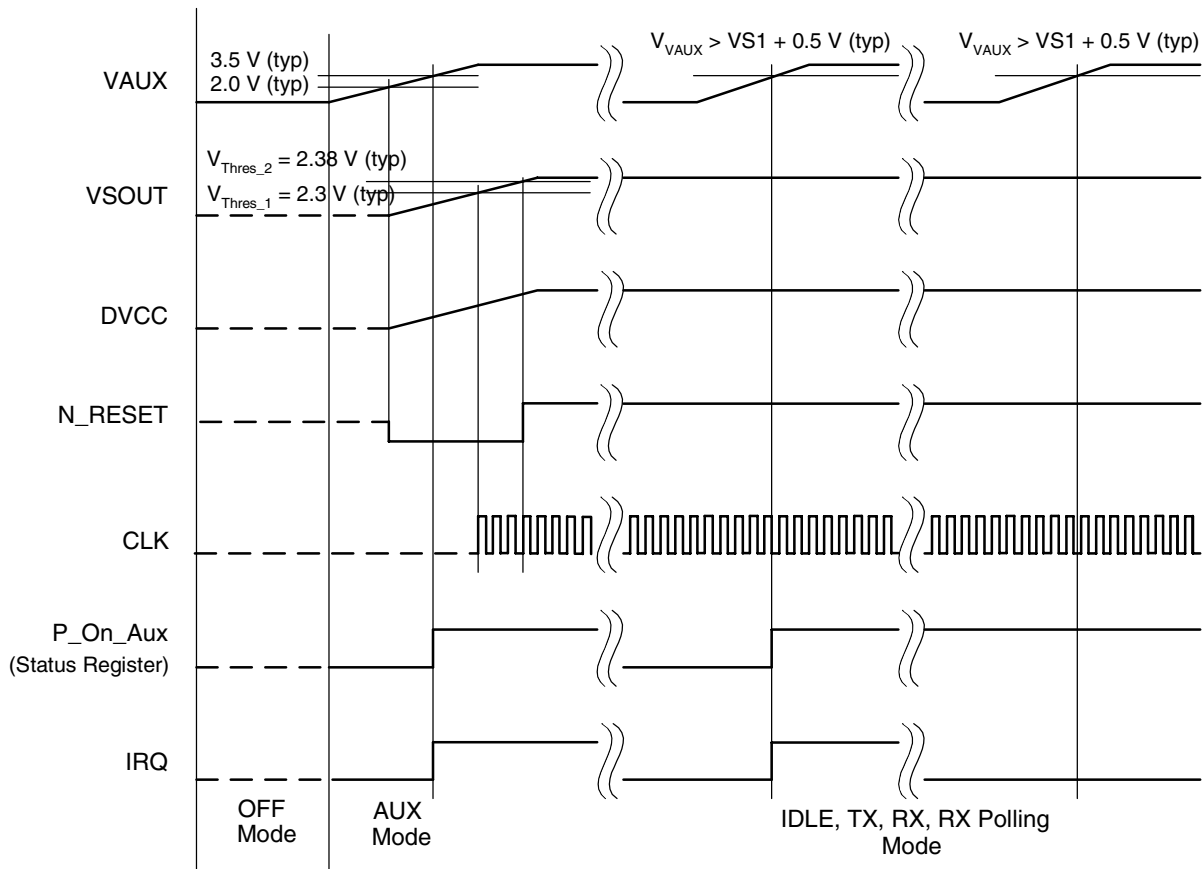 V_VAUX > VS1 + 0.5 V (typ)
V_VAUX > VS1 + 0.5 V (typ)
3.5 V (typ)
VAUX
2.0 V (typ)
V_Thres_2 = 2.38 V (typ)
VSOUT
V_Thres_1 = 2.3 V (typ)
DVCC
N_RESET
CLK
P_On_Aux
(Status Register)
IRQ
OFF
Mode
AUX
Mode
IDLE, TX, RX, RX Polling
Mode